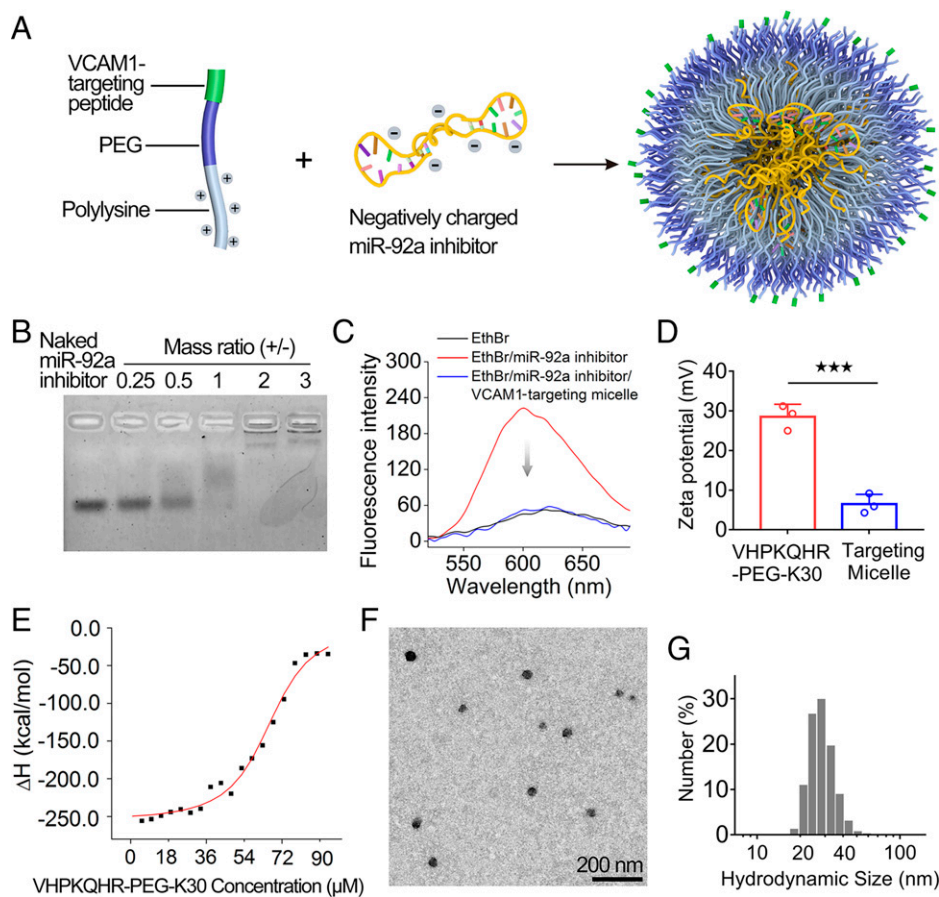 A
VCAM1-
targeting
peptide
PEG
Polylysine
+
+
+
+
+
-
-
-
-
-
Negatively charged
miR-92a inhibitor
B
Naked
miR-92a
inhibitor
Mass ratio (+/-)
0.25 0.5 1 2 3
C
EthBr
EthBr/miR-92a inhibitor
EthBr/miR-92a inhibitor/
VCAM1-targeting micelle
Fluorescence intensity
300
240
180
120
60
0
550 600 650
Wavelength (nm)
D
★★★
Zeta potential (mV)
40
30
20
10
0
VHPKQHR
-PEG-K30
Targeting
Micelle
E
ΔH (kcal/mol)
0.0
-50.0
-100.0
-150.0
-200.0
-250.0
0 18 36 54 72 90
VHPKQHR-PEG-K30 Concentration (µM)
F
200 nm
G
Number (%)
30
20
10
0
10 20 40 100
Hydrodynamic Size (nm)